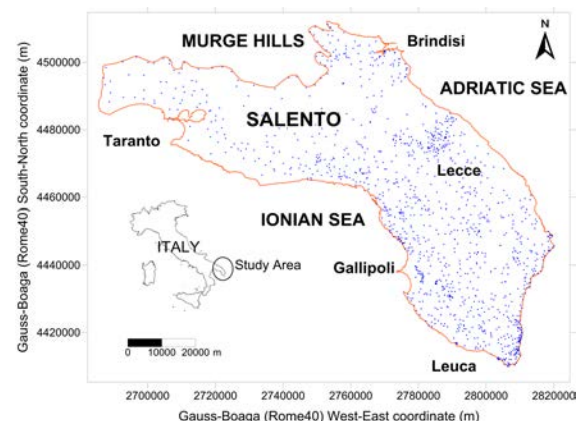 N
MURGE HILLS
Brindisi
ADRIATIC SEA
SALENTO
Taranto
Lecce
IONIAN SEA
ITALY
Study Area
Gallipoli
Leuca
0 10000 20000 m
4500000
4480000
4460000
4440000
4420000
Gauss-Boaga (Rome40) South-North coordinate (m)
2700000 2720000 2740000 2760000 2780000 2800000 2820000
Gauss-Boaga (Rome40) West-East coordinate (m)